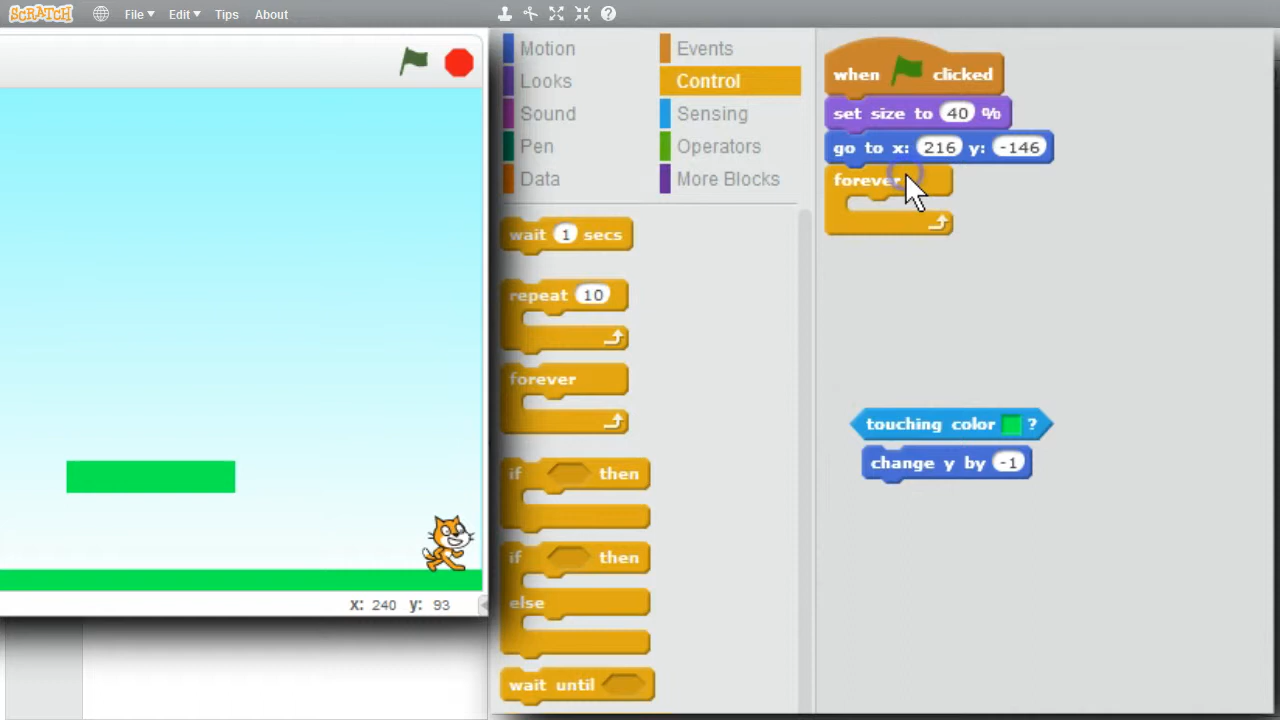 SCRATCH File Edit Tips About
Motion Events
Looks Control
Sound Sensing
Pen Operators
Data More Blocks
wait 1 secs
repeat 10
forever
if then
if then
else
wait until
when clicked
set size to 40 %
go to x: 216 y: -146
forever
touching color ?
change y by -1
x: 240 y: 93